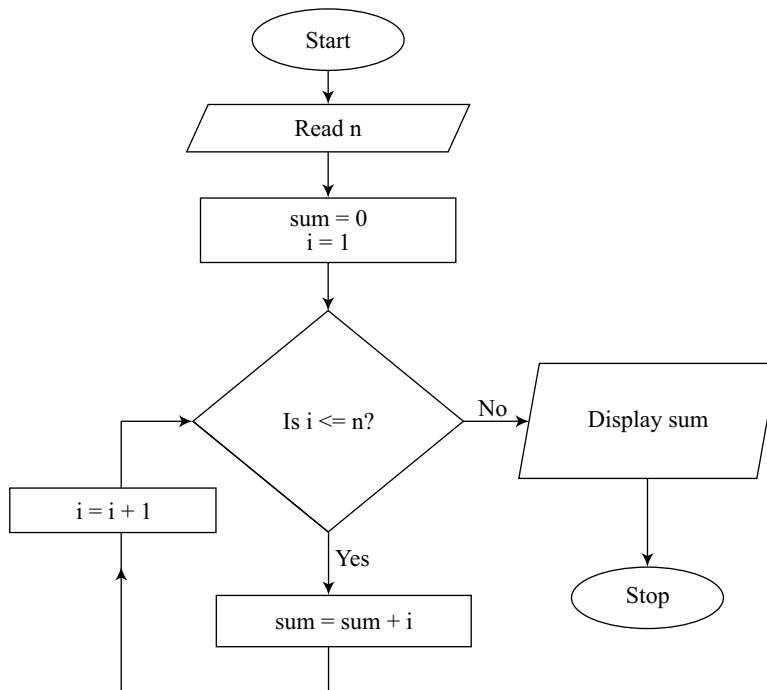 Start
Read n
sum = 0
i = 1
Is i <= n?
No
Display sum
i = i + 1
Yes
sum = sum + i
Stop